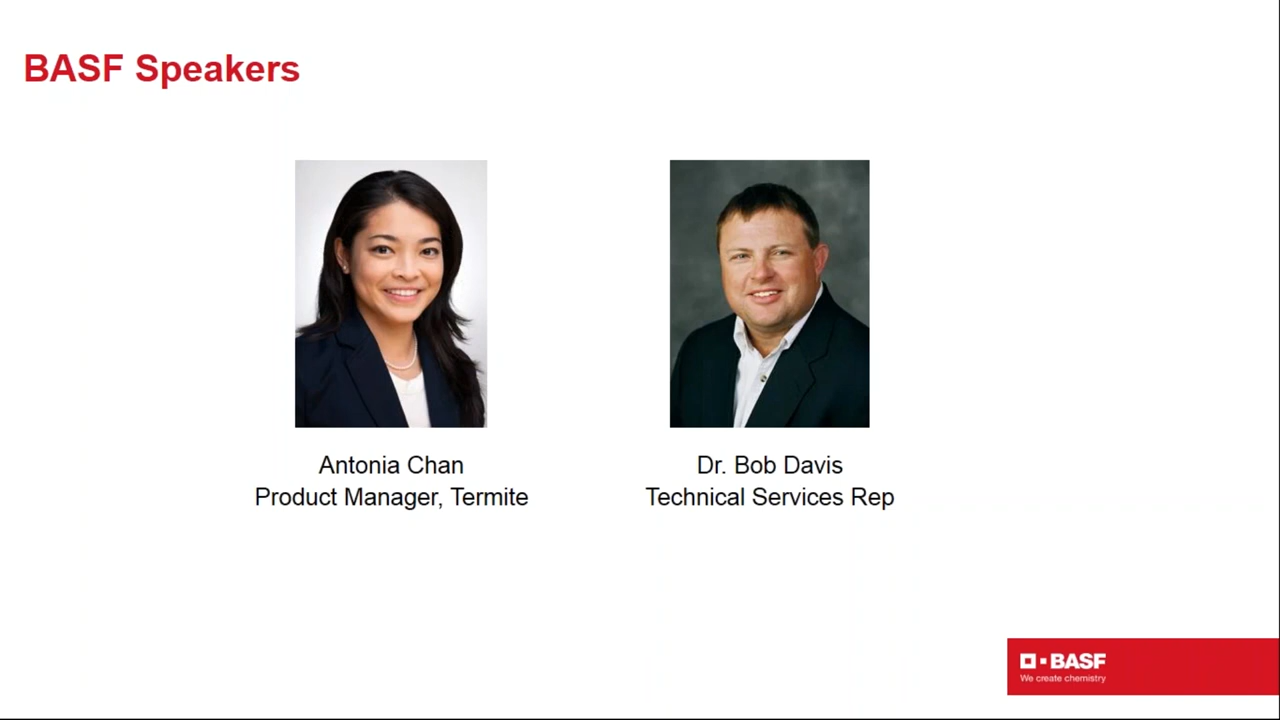 BASF Speakers
Antonia Chan
Product Manager, Termite
Dr. Bob Davis
Technical Services Rep
BASF
We create chemistry